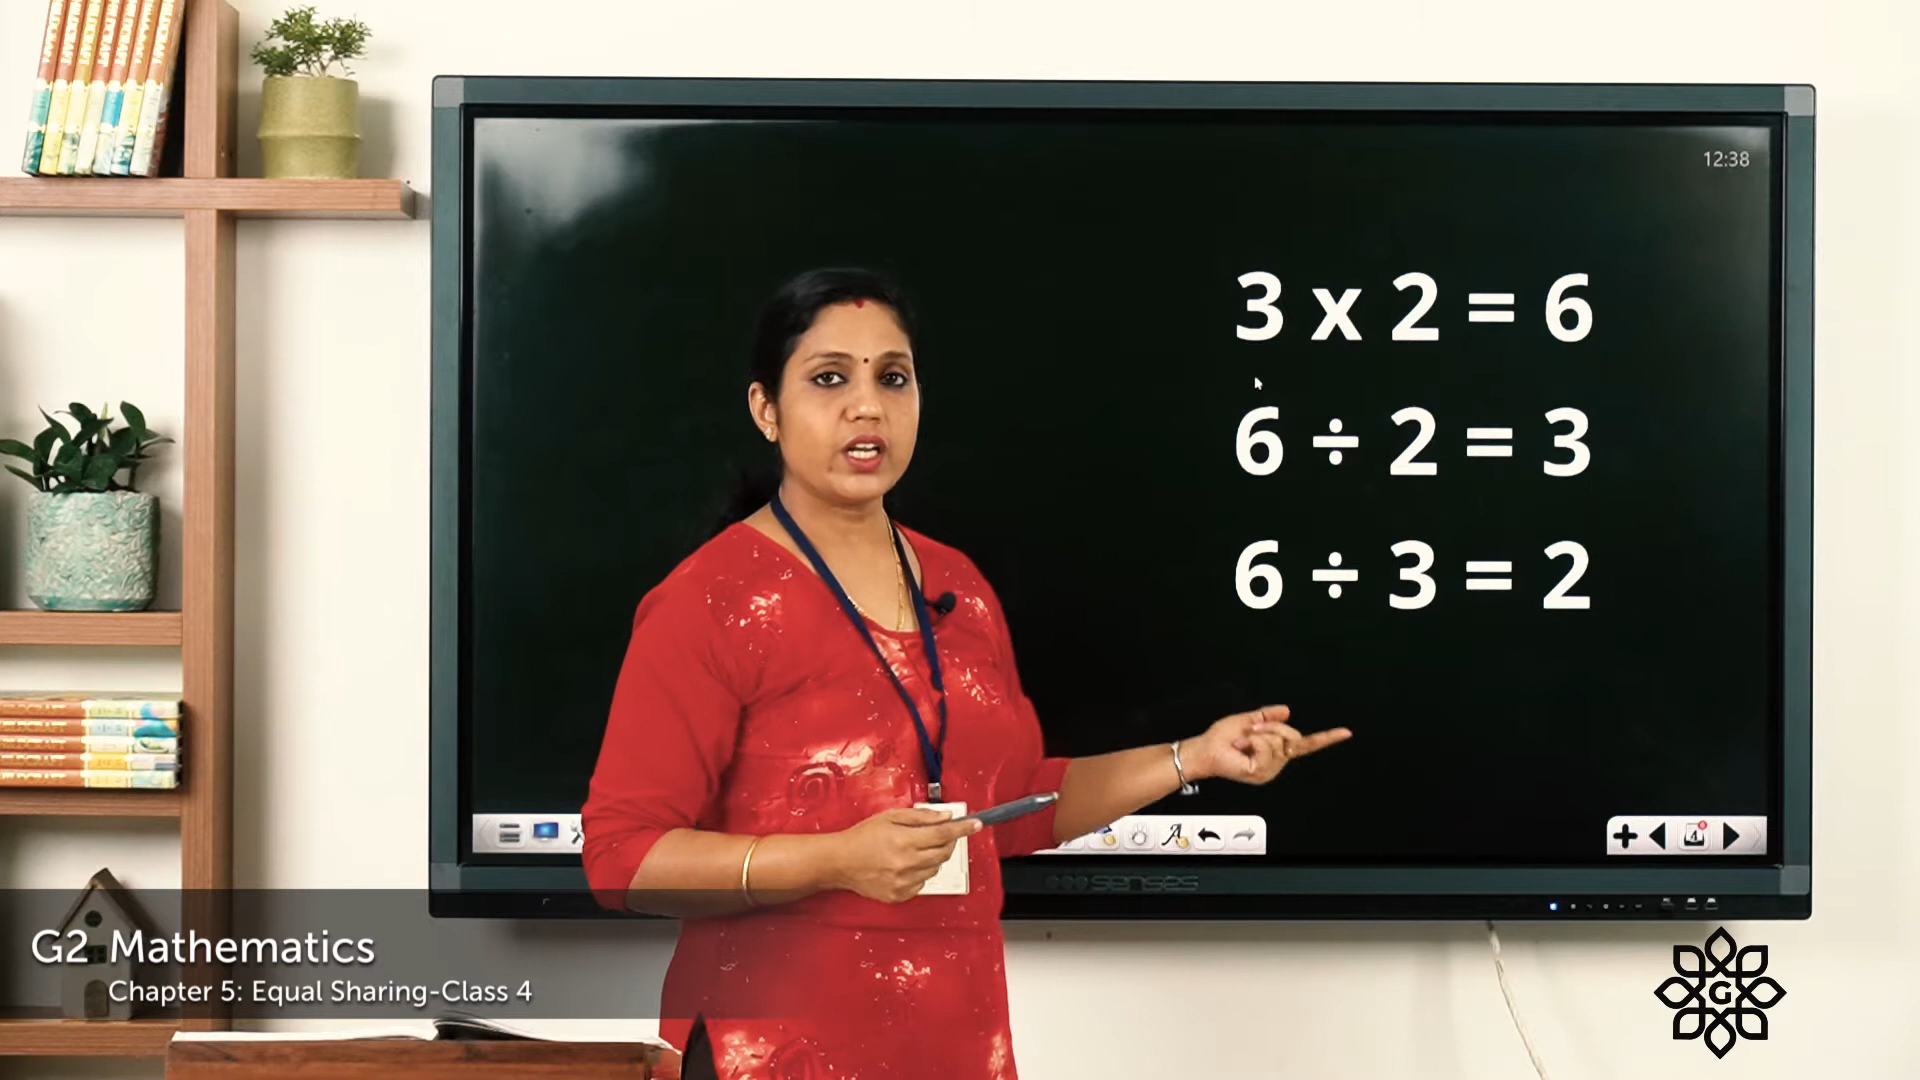 12:38
3 x 2 = 6
6 ÷ 2 = 3
6 ÷ 3 = 2
senses
G2 Mathematics
Chapter 5: Equal Sharing-Class 4
G